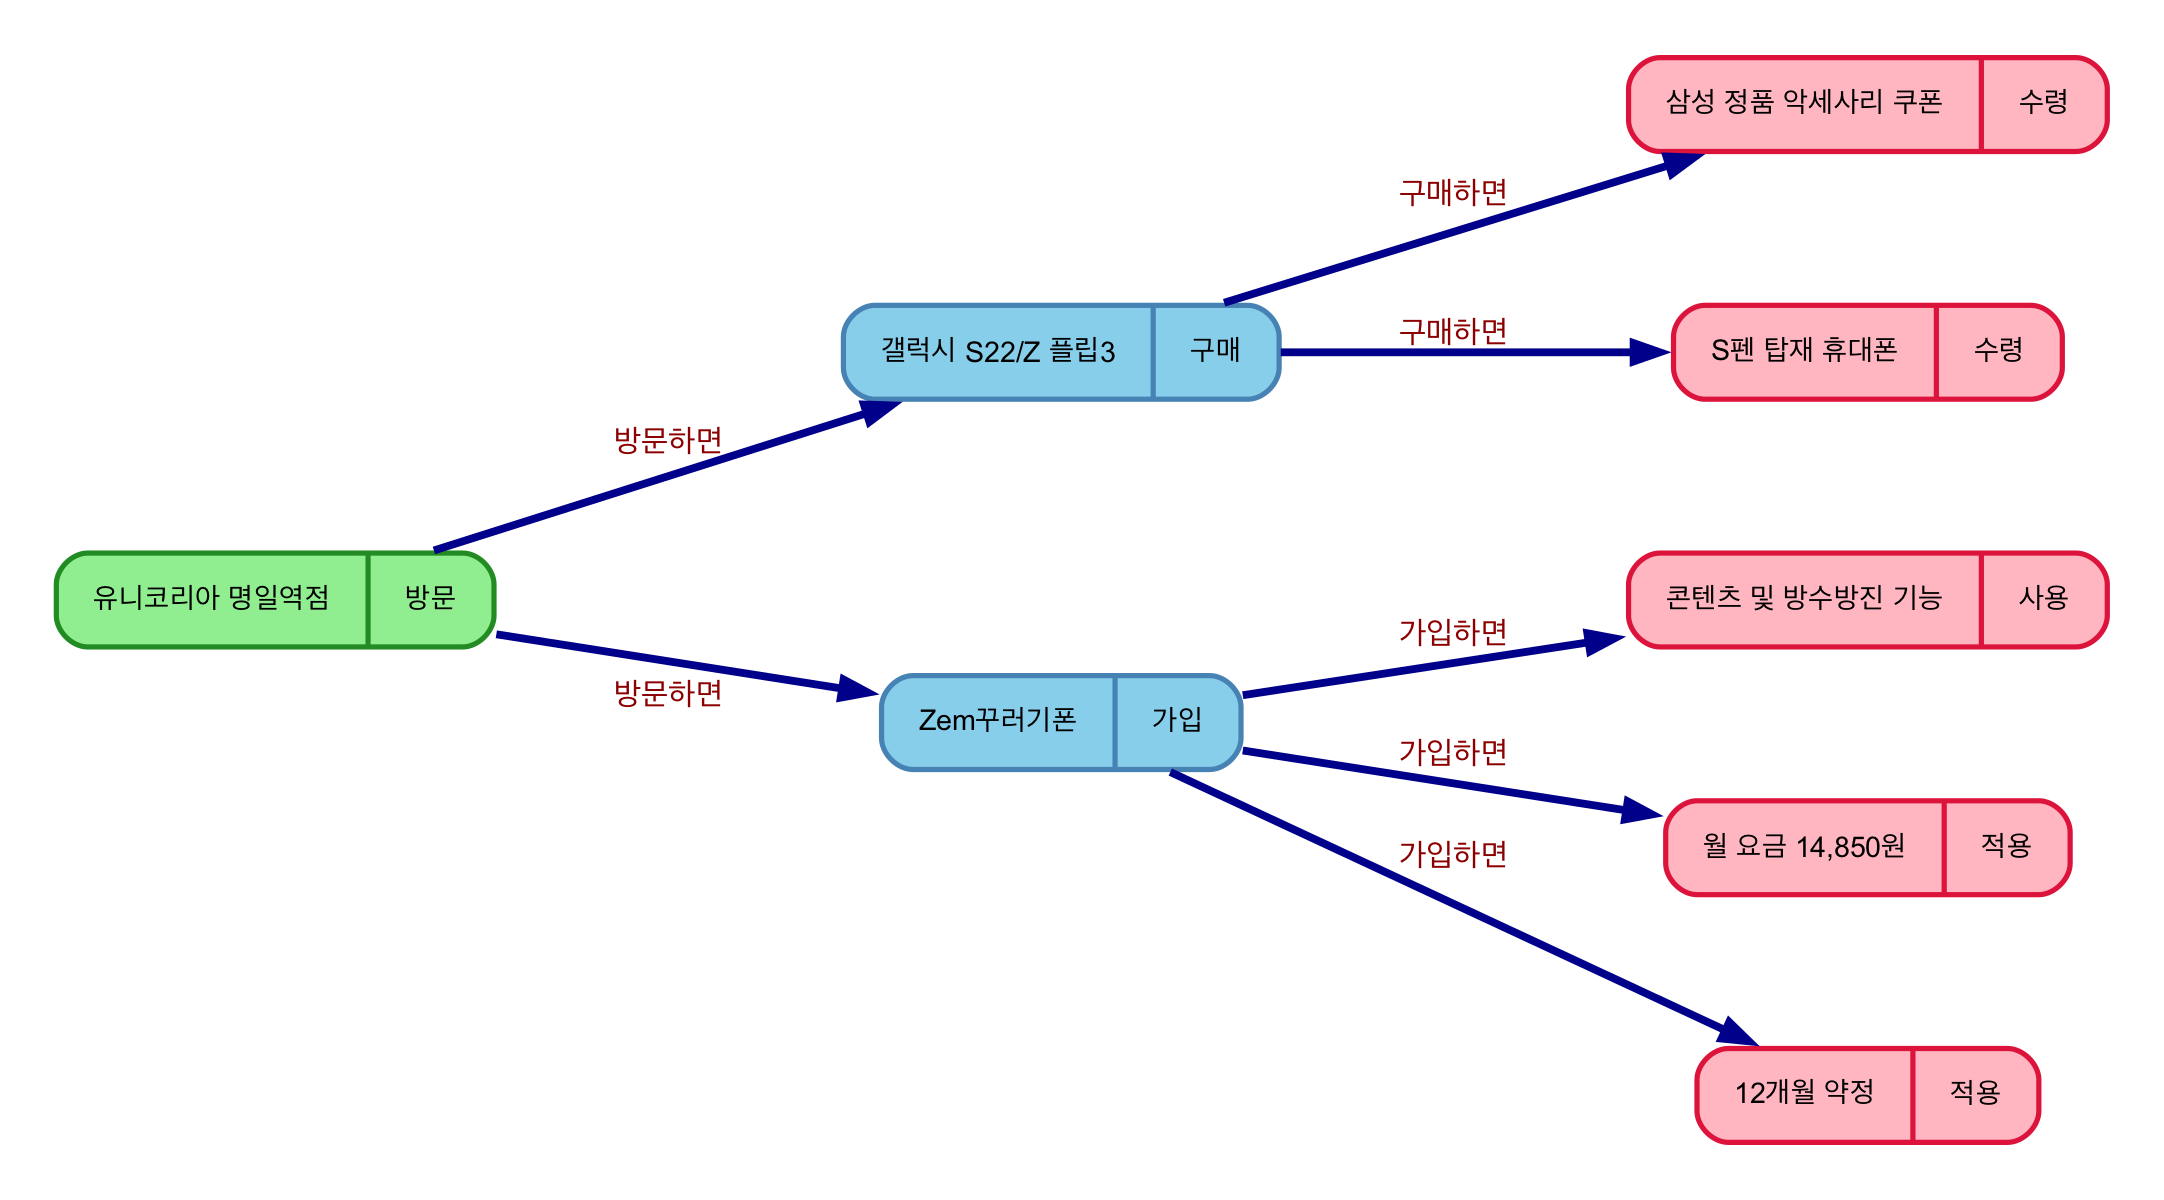 삼성 정품 악세사리 쿠폰 수령
구매하면
갤럭시 S22/Z 플립3 구매
구매하면
S펜 탑재 휴대폰 수령
방문하면
유니코리아 명일역점 방문
콘텐츠 및 방수방진 기능 사용
가입하면
방문하면
Zem꾸러기폰 가입
가입하면
월 요금 14,850원 적용
가입하면
12개월 약정 적용